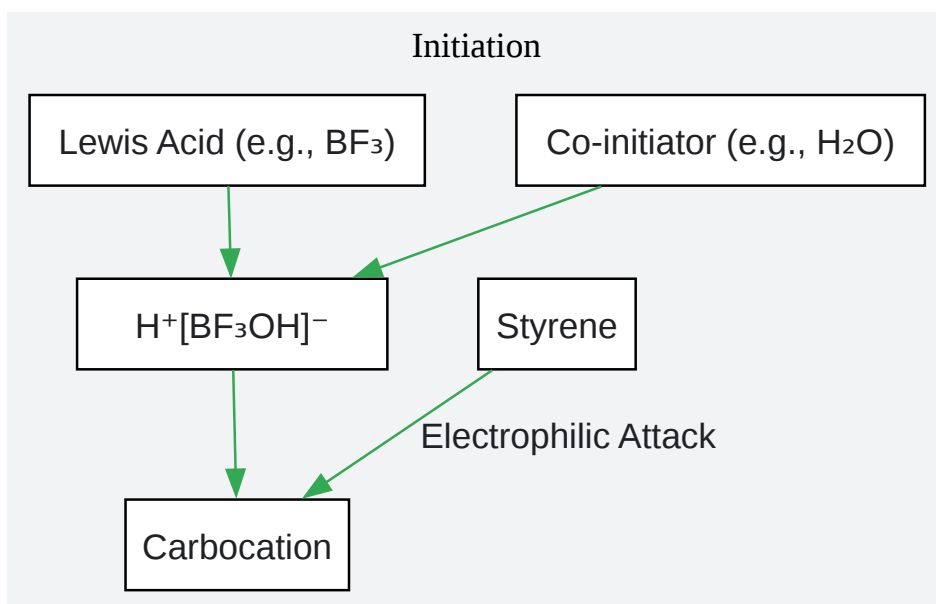 Initiation
Lewis Acid (e.g., BF₃)
Co-initiator (e.g., H₂O)
H⁺[BF₃OH]⁻
Styrene
Electrophilic Attack
Carbocation